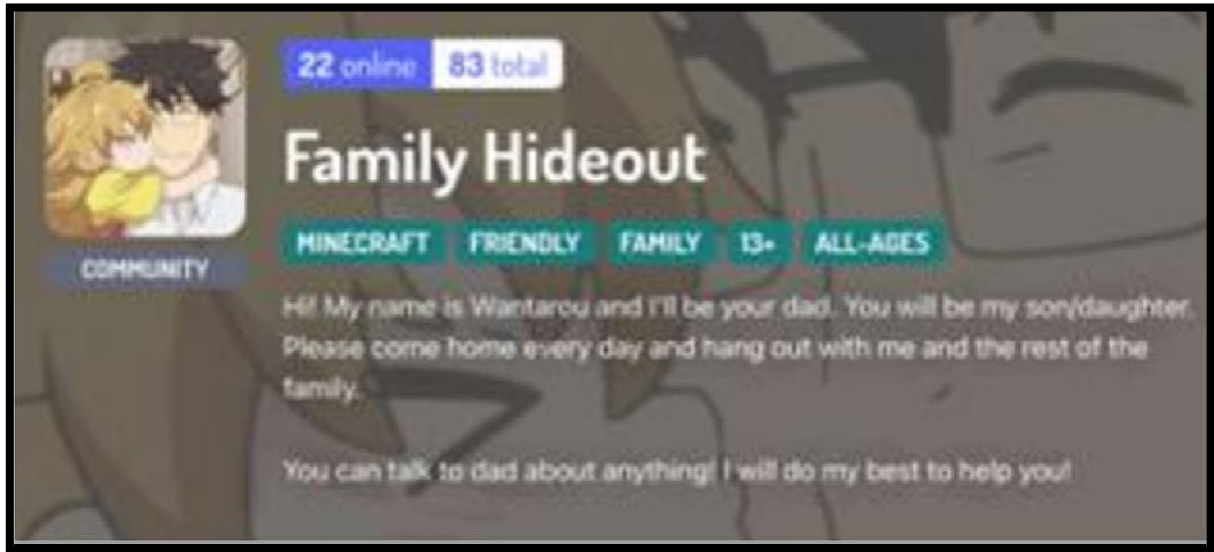 22 online 83 total
Family Hideout
MINECRAFT FRIENDLY FAMILY 13+ ALL-AGES
COMMUNITY
Hi! My name is Wantarou and I'll be your dad. You will be my son/daughter.
Please come home every day and hang out with me and the rest of the
family.
You can talk to dad about anything! I will do my best to help you!